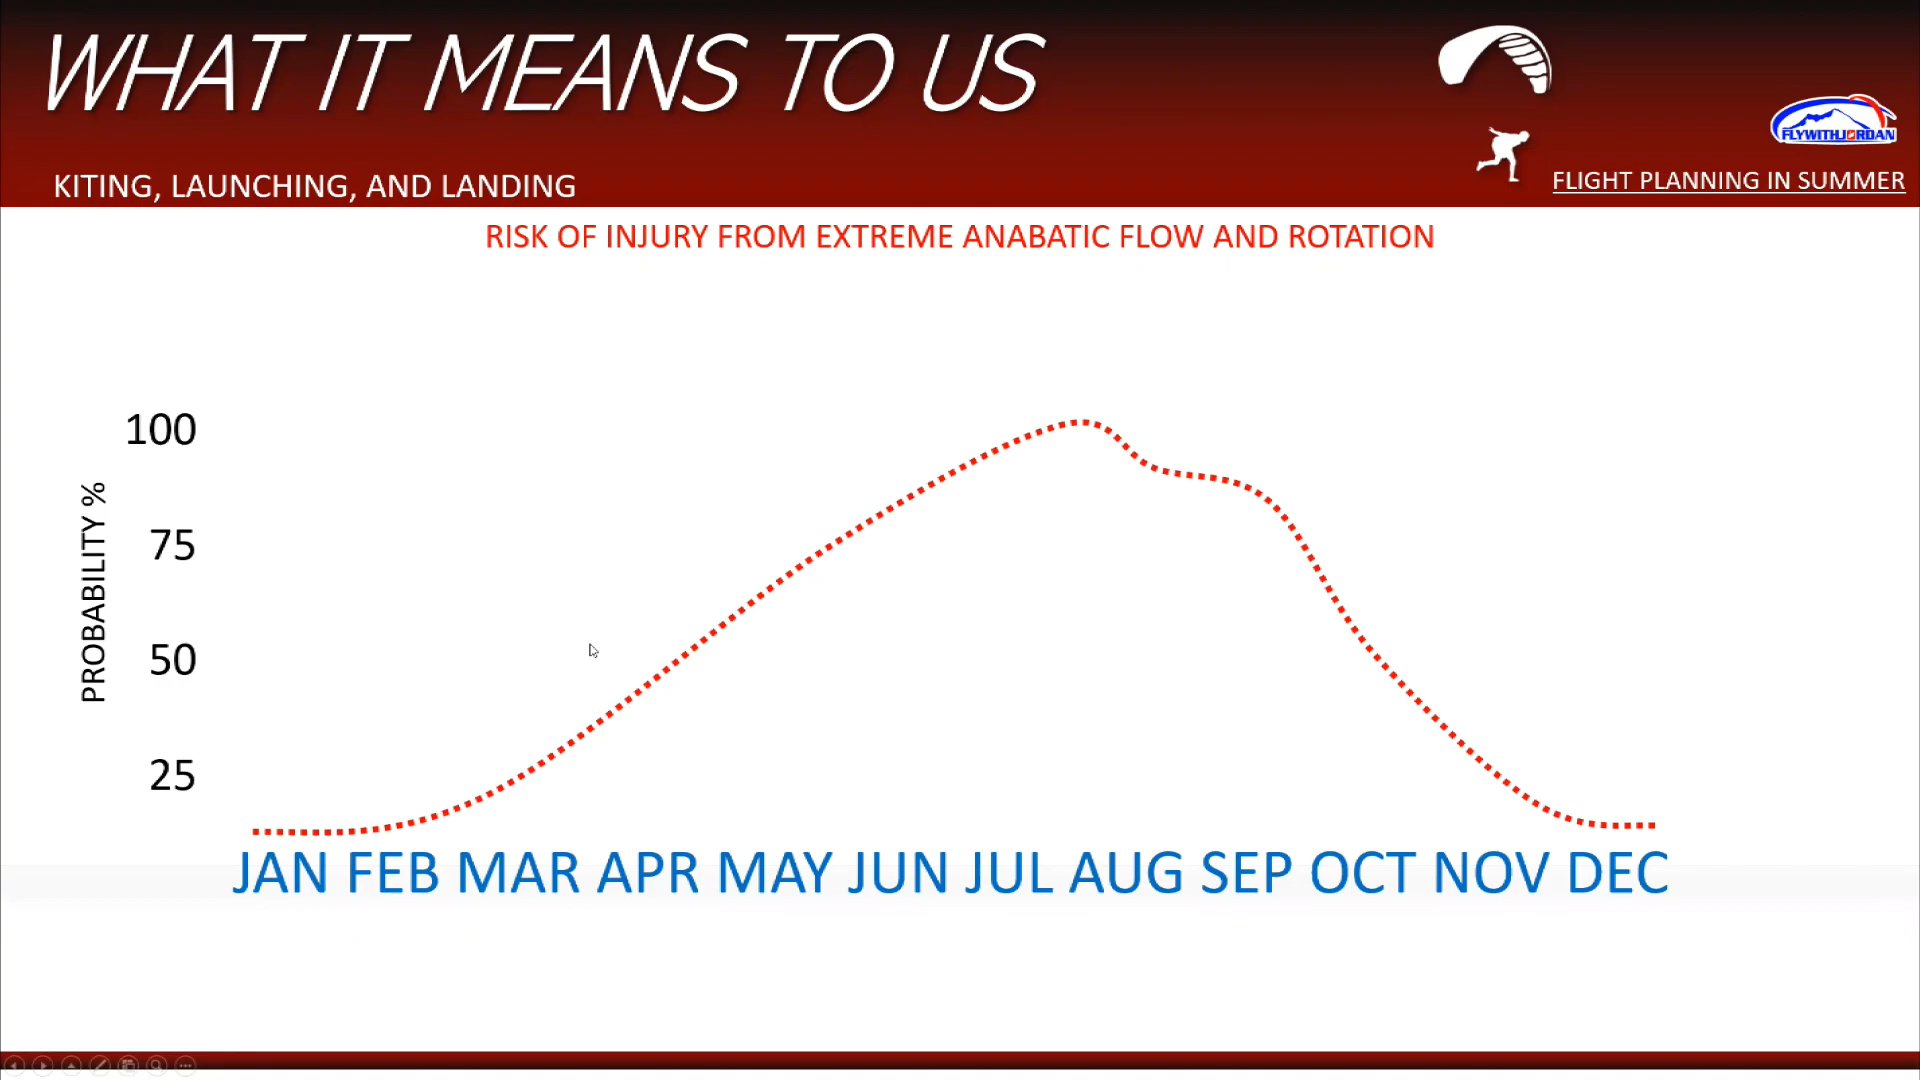 WHAT IT MEANS TO US
FLYWITHJORDAN
KITING, LAUNCHING, AND LANDING
FLIGHT PLANNING IN SUMMER
RISK OF INJURY FROM EXTREME ANABATIC FLOW AND ROTATION
PROBABILITY %
100
75
50
25
JAN FEB MAR APR MAY JUN JUL AUG SEP OCT NOV DEC